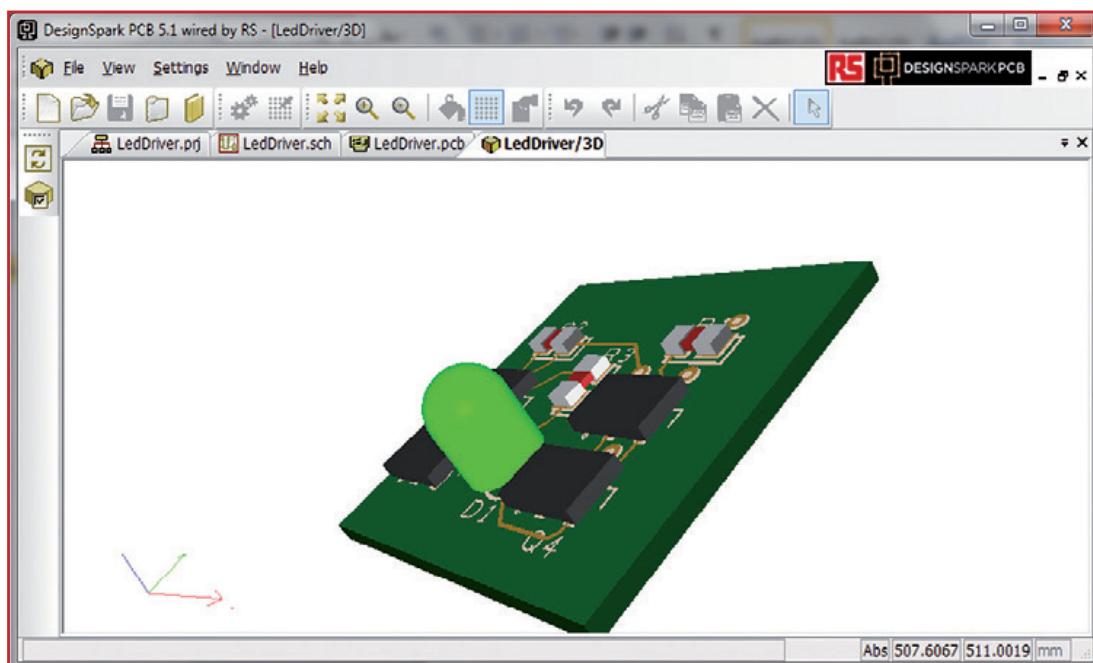 DesignSpark PCB 5.1 wired by RS - [LedDriver/3D]
File View Settings Window Help
RS DESIGNSPARKPCB
LedDriver.prj LedDriver.sch LedDriver.pcb LedDriver/3D
D1
Q4
Abs 507.6067 511.0019 mm